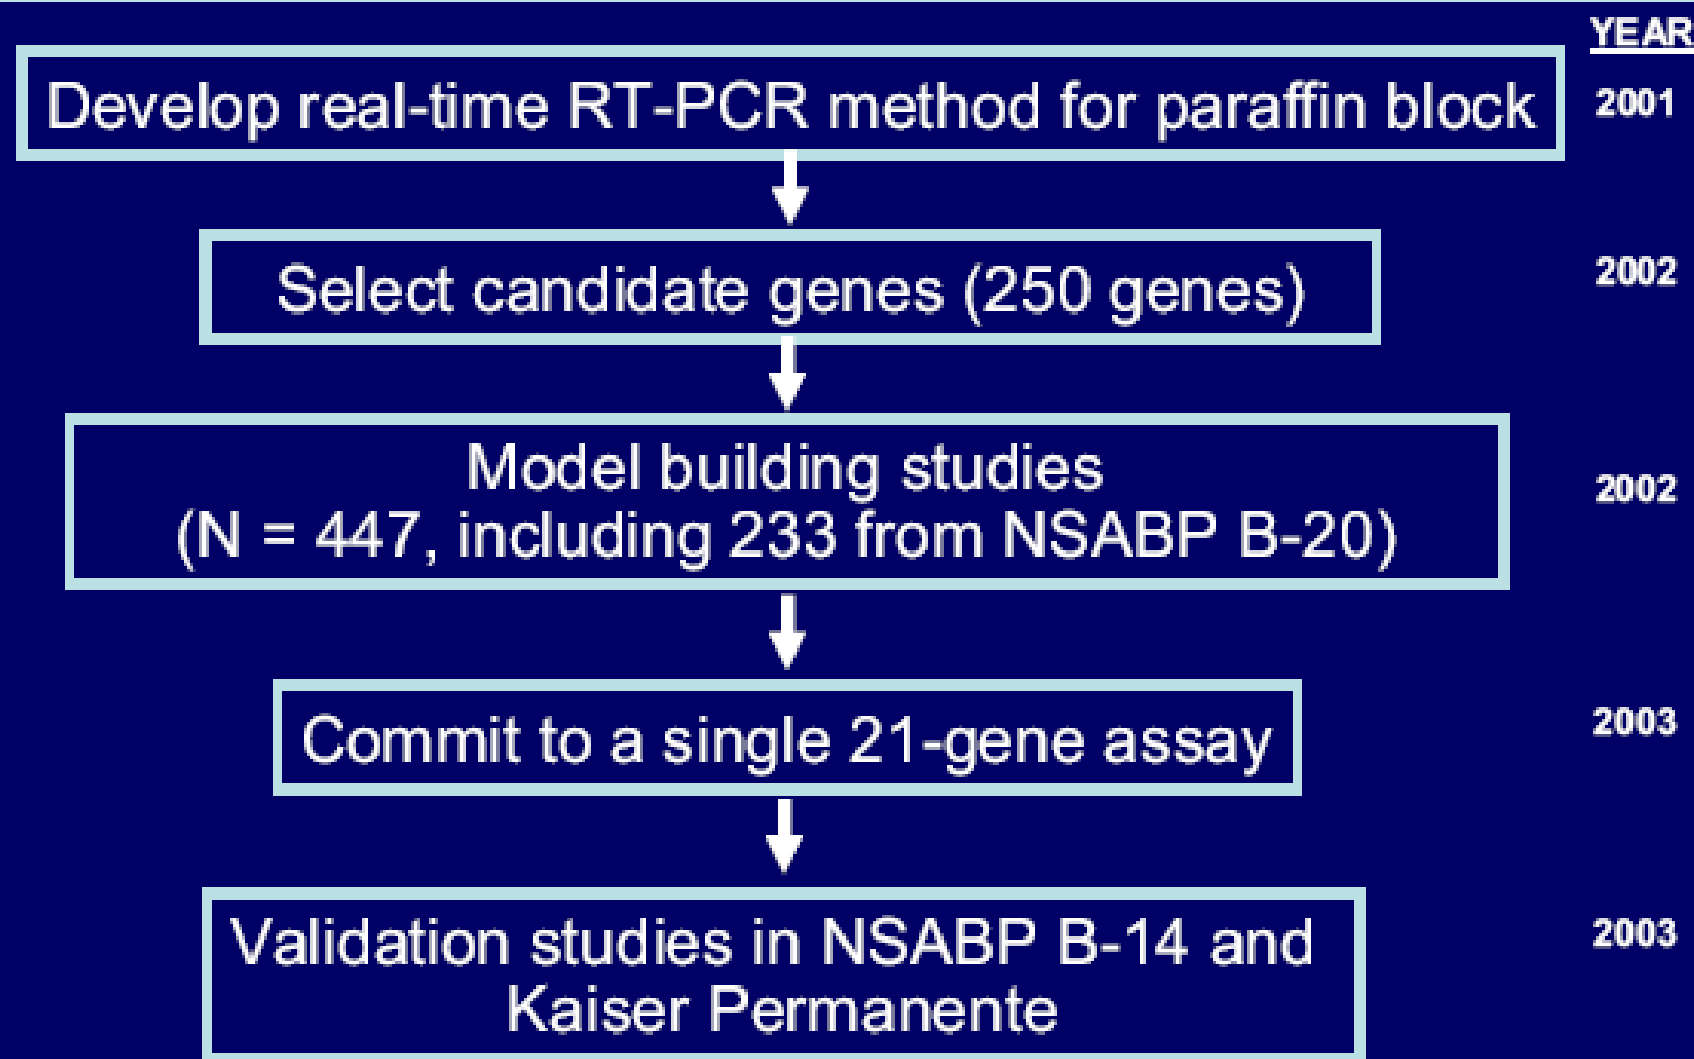 YEAR
Develop real-time RT-PCR method for paraffin block
2001
Select candidate genes (250 genes)
2002
Model building studies
(N = 447, including 233 from NSABP B-20)
2002
Commit to a single 21-gene assay
2003
Validation studies in NSABP B-14 and
Kaiser Permanente
2003